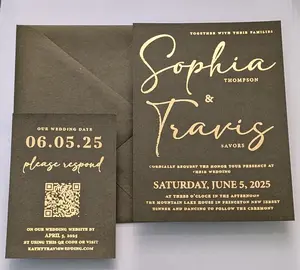 TOGETHER WITH THEIR FAMILIES
Sophia
THOMPSON
&
Travis
SAVORS
CORDIALLY REQUEST THE HONOR YOUR PRESENCE AT
THEIR WEDDING
SATURDAY, JUNE 5, 2025
AT THREE O'CLOCK IN THE AFTERNOON
THE MOUNTAIN LAKE HOUSE IN PRINCETON NEW JERSEY
DINNER AND DANCING TO FOLLOW THE CEREMONY
OUR WEDDING DAYS
06.05.25
please respond
ON OUR WEDDING WEBSITE BY
APRIL 5, 2025
BY USING THIS QR CODE OR VISIT